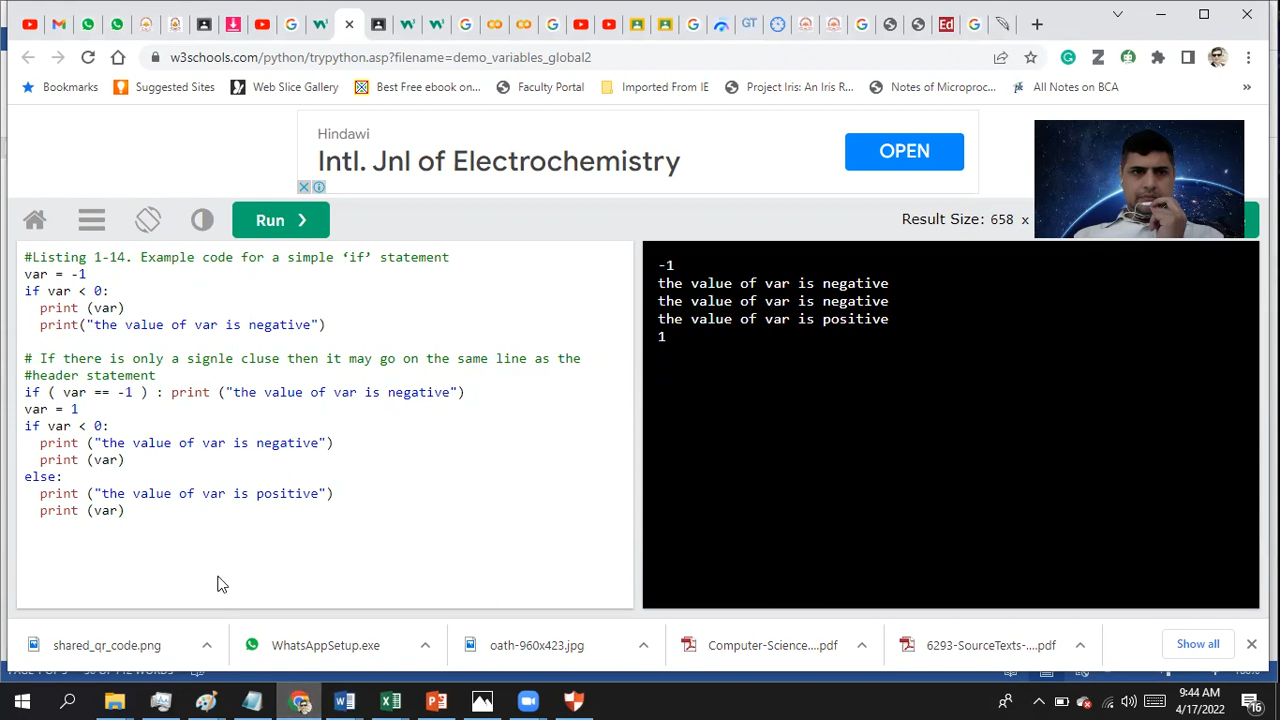 w3schools.com/python/trypython.asp?filename=demo_variables_global2
Bookmarks
Suggested Sites
Web Slice Gallery
Best Free ebook on...
Faculty Portal
Imported From IE
Project Iris: An Iris R...
Notes of Microproc...
All Notes on BCA
»
Hindawi
Intl. Jnl of Electrochemistry
OPEN
Run ❯
Result Size: 658 x
#Listing 1-14. Example code for a simple ‘if’ statement
var = -1
if var < 0:
print (var)
print("the value of var is negative")
# If there is only a signle cluse then it may go on the same line as the
#header statement
if ( var == -1 ) : print ("the value of var is negative")
var = 1
if var < 0:
print ("the value of var is negative")
print (var)
else:
print ("the value of var is positive")
print (var)
-1
the value of var is negative
the value of var is negative
the value of var is positive
1
shared_qr_code.png
WhatsAppSetup.exe
oath-960x423.jpg
Computer-Science....pdf
6293-SourceTexts-....pdf
Show all
9:44 AM
4/17/2022
16